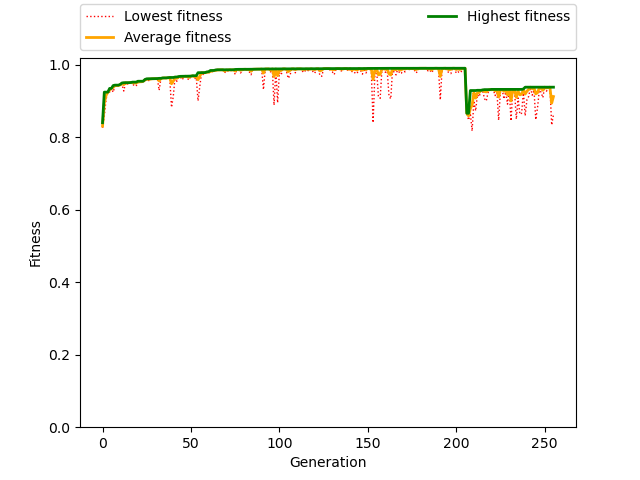 Lowest fitness
Average fitness
Highest fitness
1.0
0.8
0.6
0.4
0.2
0.0
Fitness
0 50 100 150 200 250
Generation